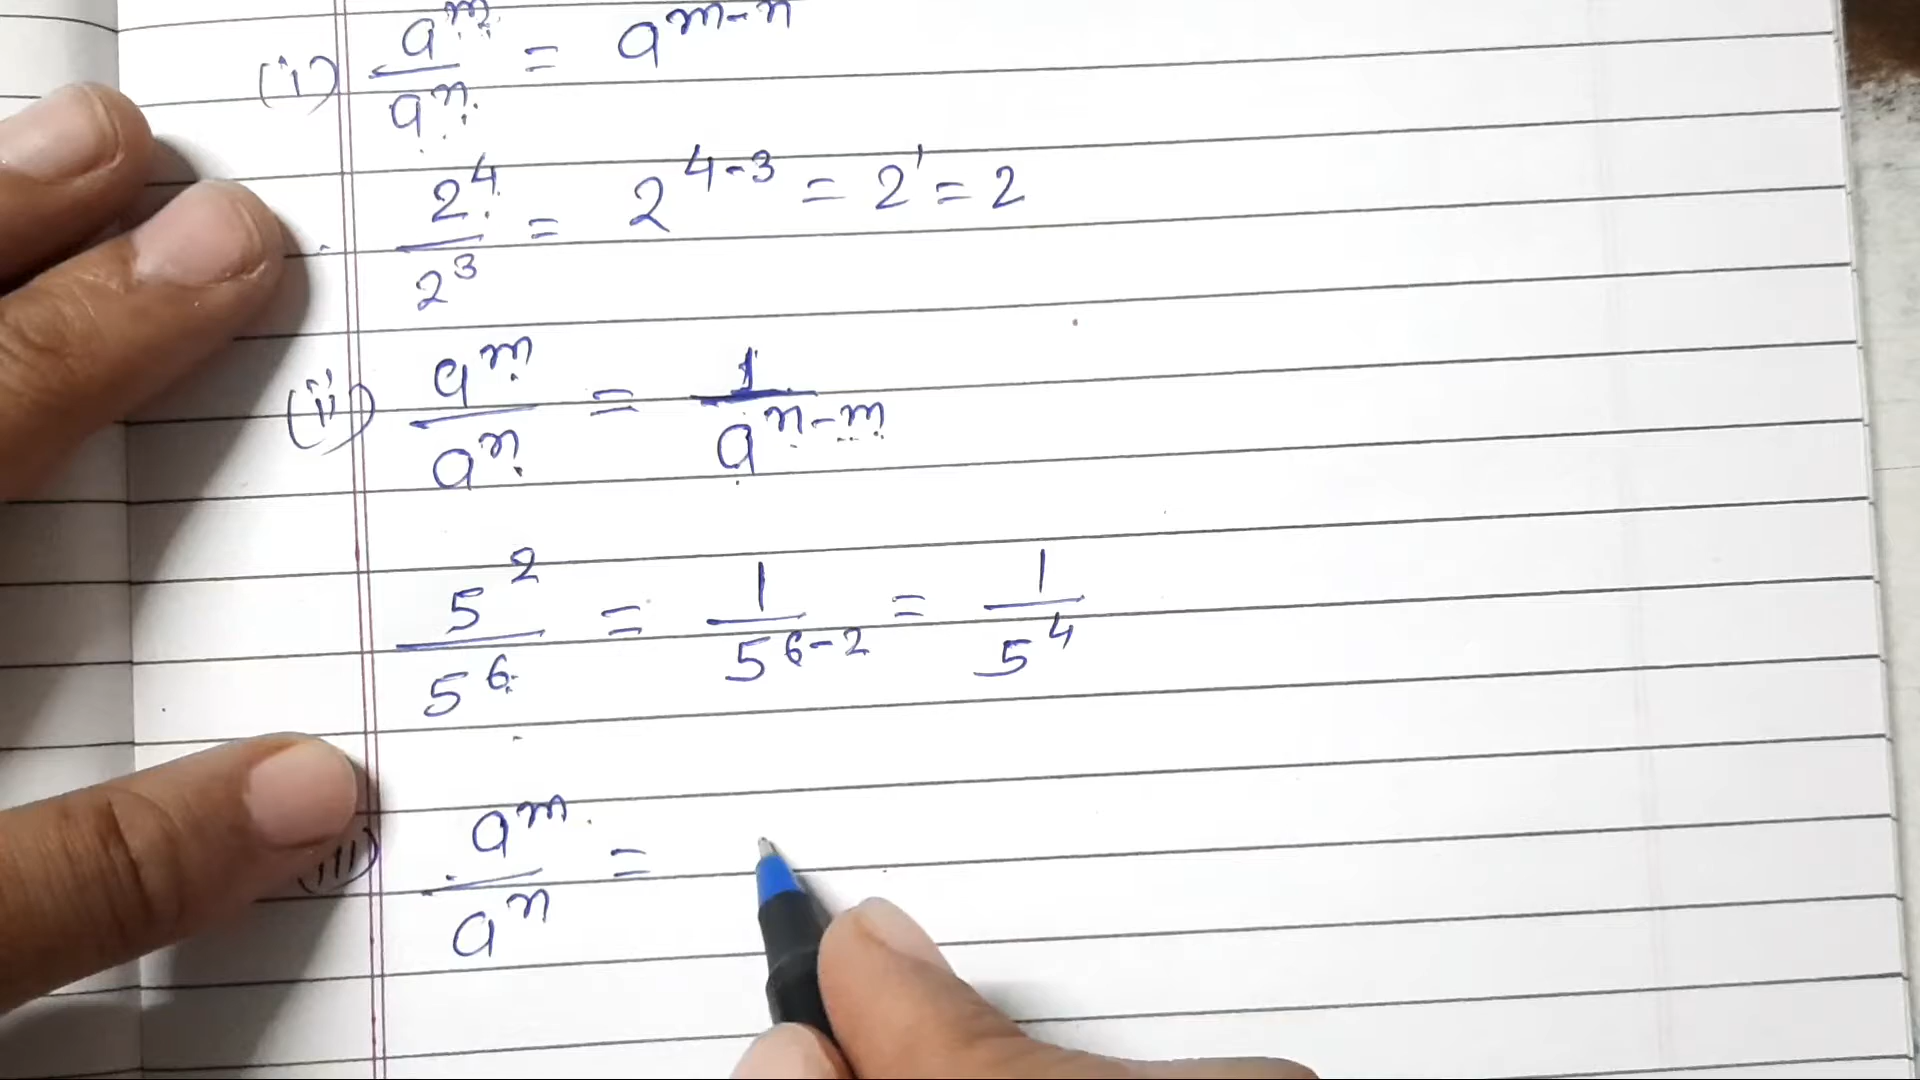 (i) a^m/a^n = a^(m-n)
2^4/2^3 = 2^(4-3) = 2^1 = 2
(ii) a^m/a^n = 1/a^(n-m)
5^2/5^6 = 1/5^(6-2) = 1/5^4
(iii) a^m/a^n =